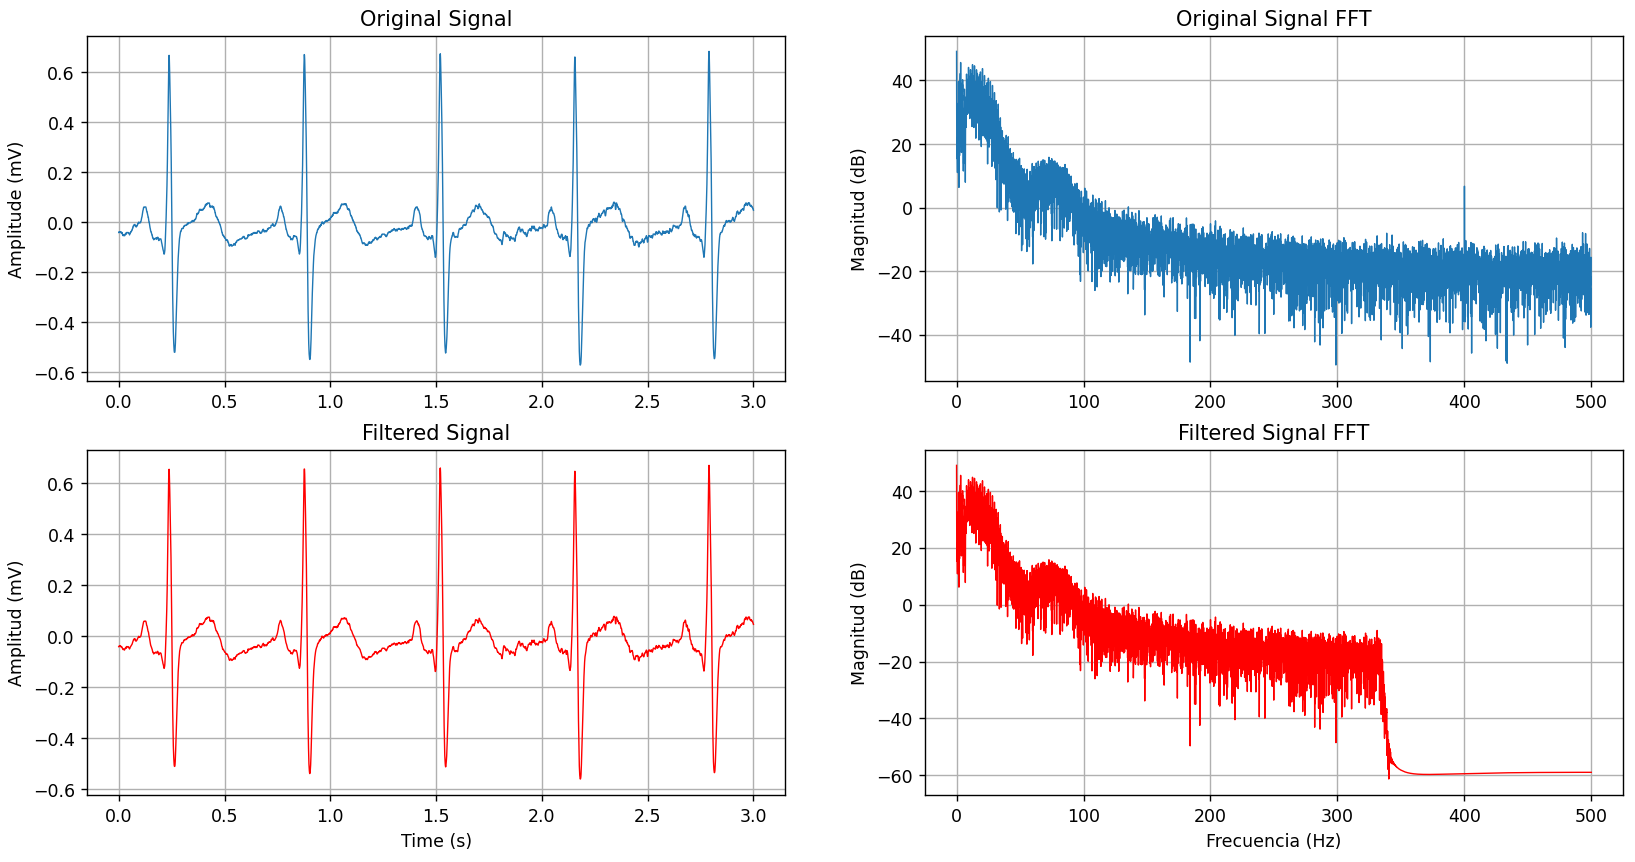 Original Signal
Amplitude (mV)
0.6
0.4
0.2
0.0
−0.2
−0.4
−0.6
0.0 0.5 1.0 1.5 2.0 2.5 3.0
Original Signal FFT
Magnitud (dB)
40
20
0
−20
−40
0 100 200 300 400 500
Filtered Signal
Amplitud (mV)
0.6
0.4
0.2
0.0
−0.2
−0.4
−0.6
0.0 0.5 1.0 1.5 2.0 2.5 3.0
Time (s)
Filtered Signal FFT
Magnitud (dB)
40
20
0
−20
−40
−60
0 100 200 300 400 500
Frecuencia (Hz)